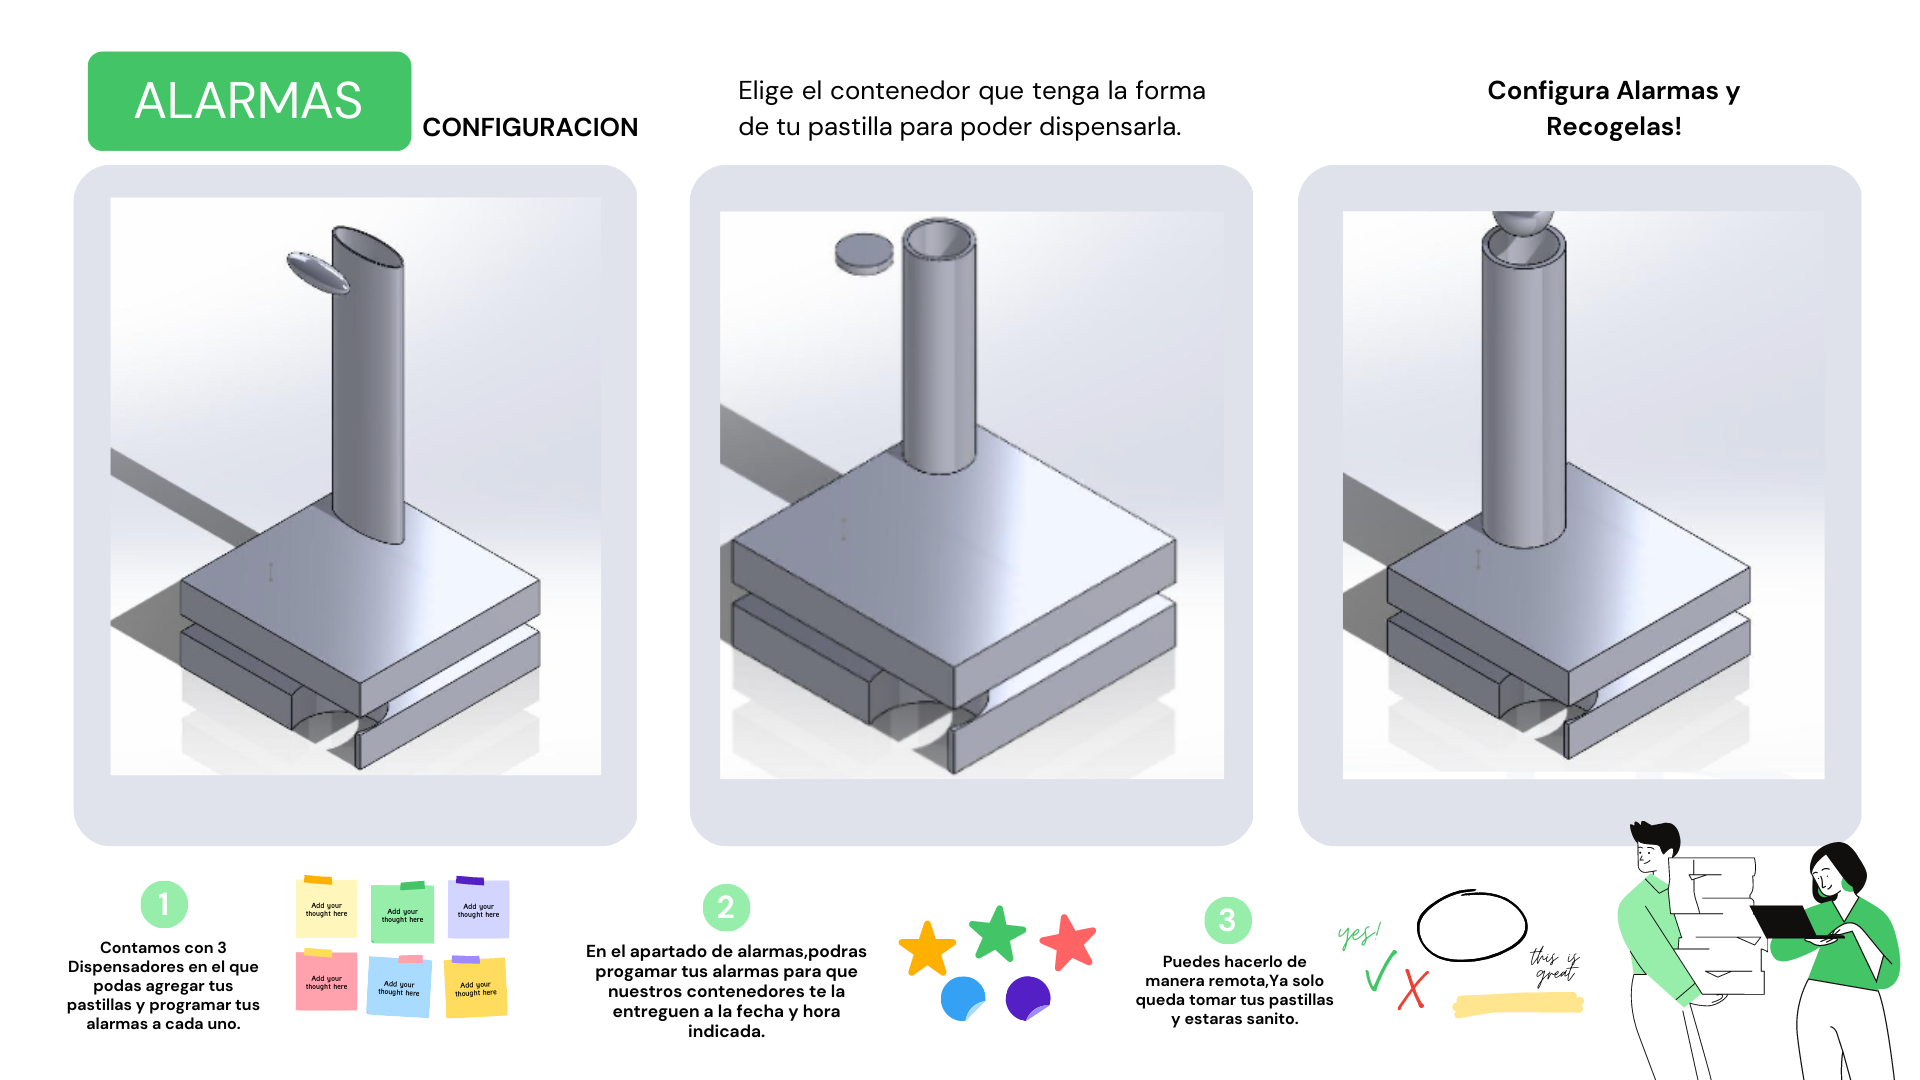 ALARMAS
CONFIGURACION
Elige el contenedor que tenga la forma
de tu pastilla para poder dispensarla.
Configura Alarmas y
Recogelas!
1
Contamos con 3
Dispensadores en el que
podas agregar tus
pastillas y programar tus
alarmas a cada uno.
Add your
thought here
Add your
thought here
Add your
thought here
Add your
thought here
Add your
thought here
Add your
thought here
2
En el apartado de alarmas,podras
progamar tus alarmas para que
nuestros contenedores te la
entreguen a la fecha y hora
indicada.
3
Puedes hacerlo de
manera remota,Ya solo
queda tomar tus pastillas
y estaras sanito.
yes!
this is
great